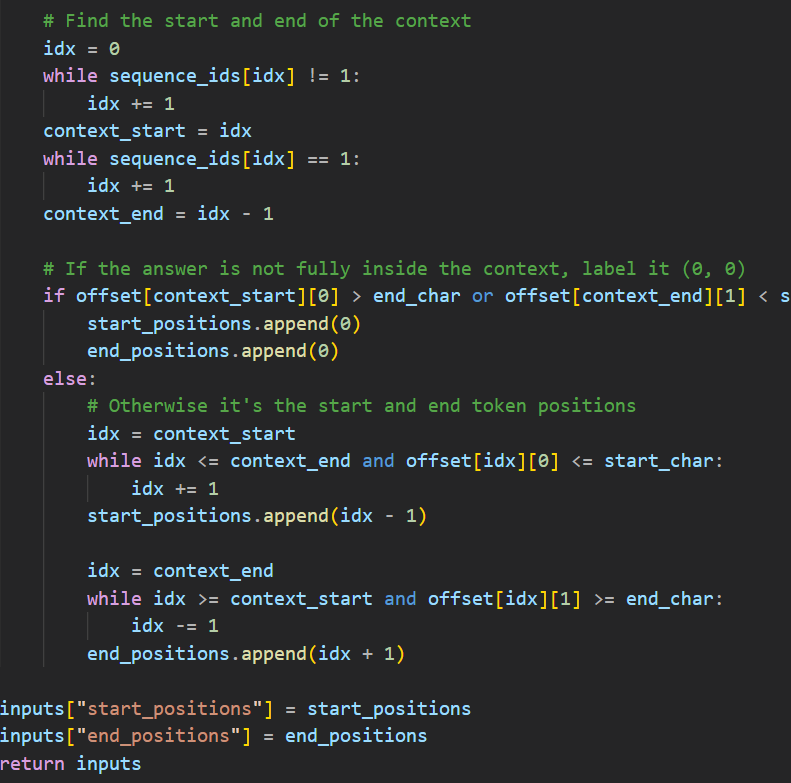 # Find the start and end of the context
idx = 0
while sequence_ids[idx] != 1:
idx += 1
context_start = idx
while sequence_ids[idx] == 1:
idx += 1
context_end = idx - 1
# If the answer is not fully inside the context, label it (0, 0)
if offset[context_start][0] > end_char or offset[context_end][1] < s
start_positions.append(0)
end_positions.append(0)
else:
# Otherwise it's the start and end token positions
idx = context_start
while idx <= context_end and offset[idx][0] <= start_char:
idx += 1
start_positions.append(idx - 1)
idx = context_end
while idx >= context_start and offset[idx][1] >= end_char:
idx -= 1
end_positions.append(idx + 1)
inputs["start_positions"] = start_positions
inputs["end_positions"] = end_positions
return inputs